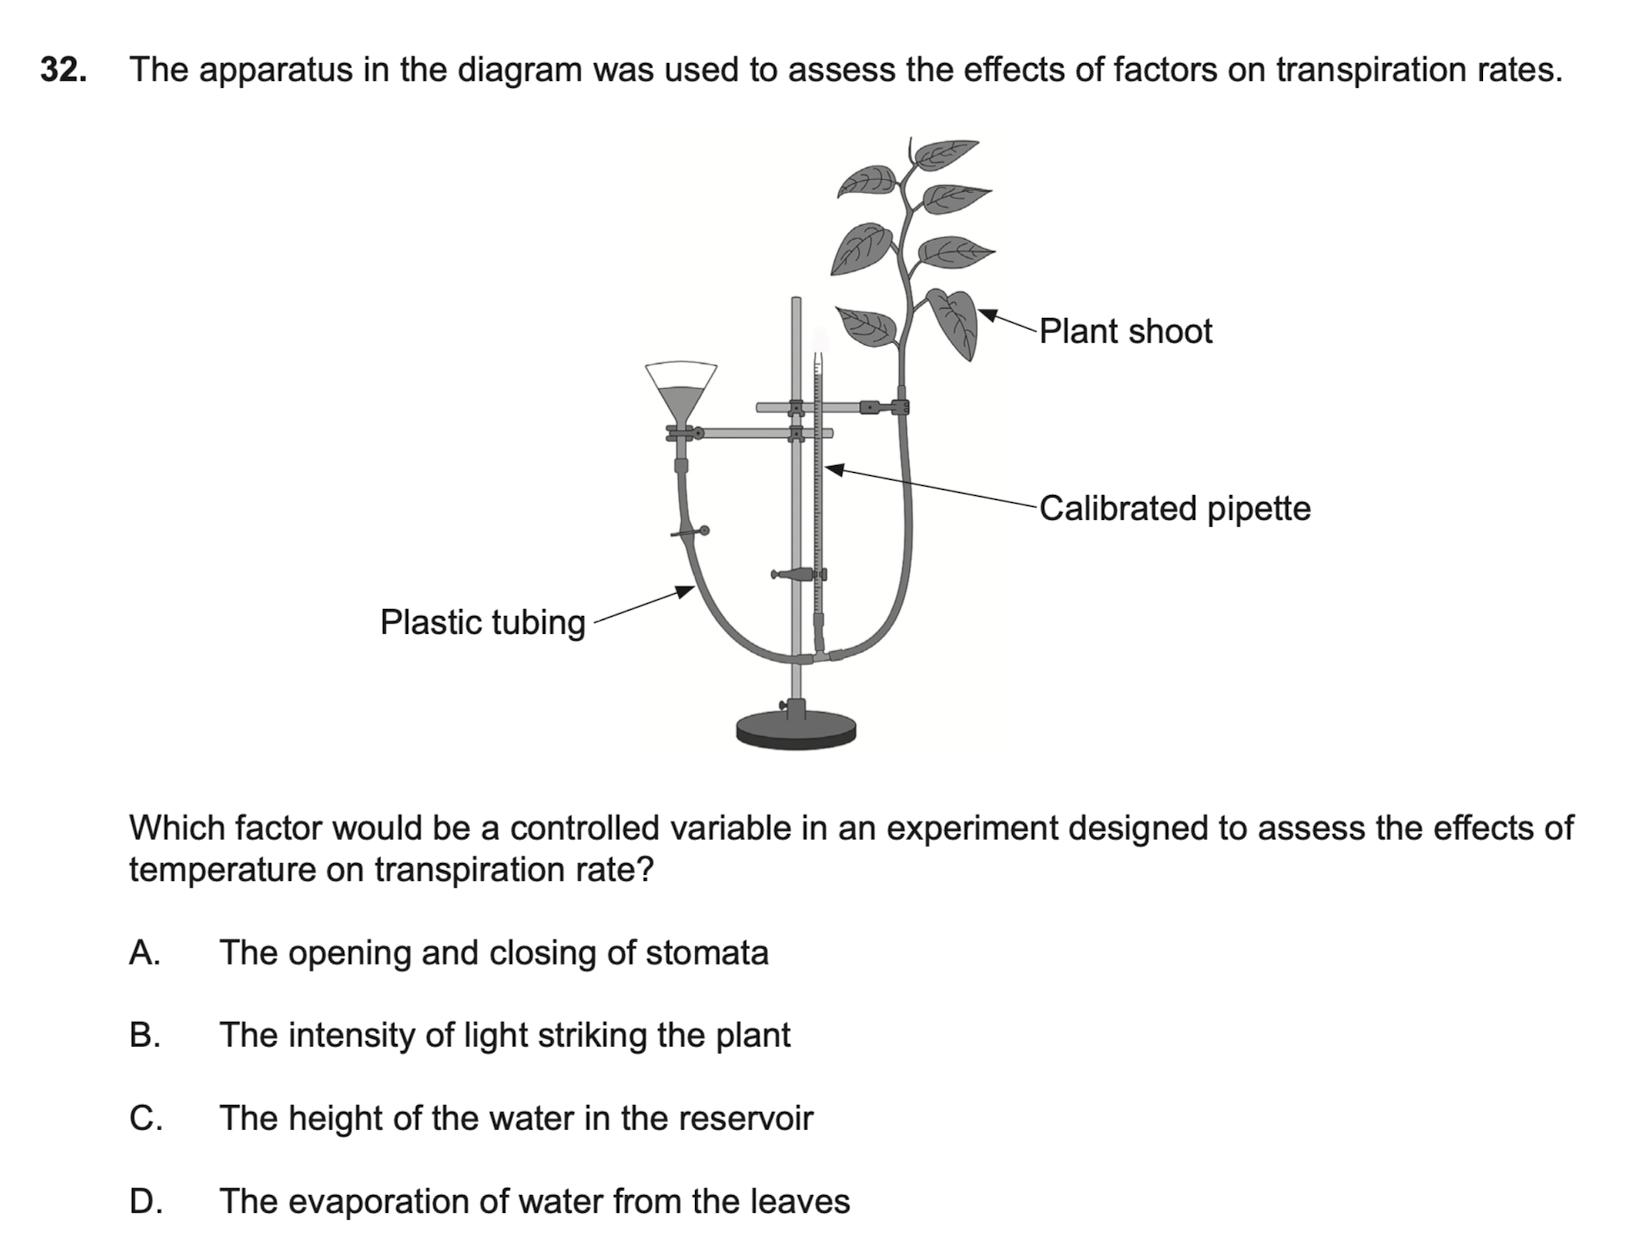 32. The apparatus in the diagram was used to assess the effects of factors on transpiration rates.
Plant shoot
Calibrated pipette
Plastic tubing
Which factor would be a controlled variable in an experiment designed to assess the effects of
temperature on transpiration rate?
A. The opening and closing of stomata
B. The intensity of light striking the plant
C. The height of the water in the reservoir
D. The evaporation of water from the leaves